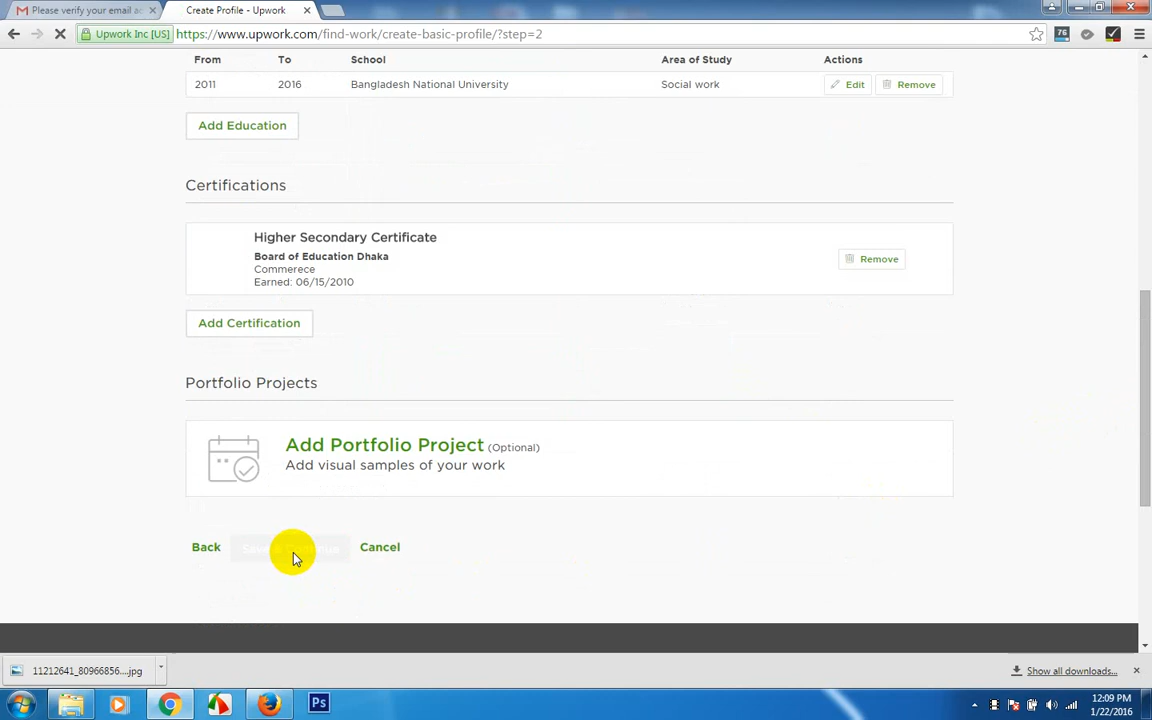 Please verify your email ac
Create Profile - Upwork
Upwork Inc [US]
https://www.upwork.com/find-work/create-basic-profile/?step=2
76
From To School Area of Study Actions
2011 2016 Bangladesh National University Social work Edit Remove
Add Education
Certifications
Higher Secondary Certificate
Board of Education Dhaka
Commerece
Earned: 06/15/2010
Remove
Add Certification
Portfolio Projects
Add Portfolio Project (Optional)
Add visual samples of your work
Back Cancel
11212641_80966856....jpg
Show all downloads...
Ps
12:09 PM
1/22/2016